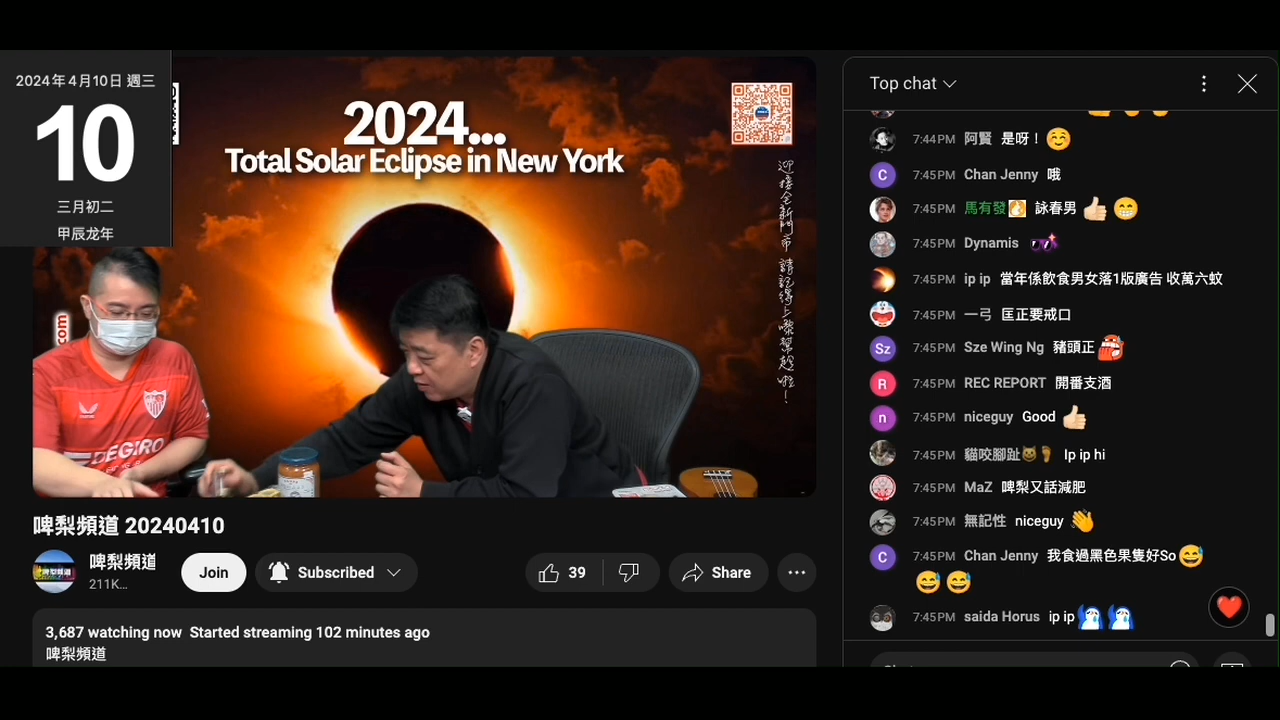 2024年4月10日 週三
10
三月初二
甲辰龙年
2024...
Total Solar Eclipse in New York
com
DEGIRO
啤梨頻道 20240410
啤梨頻道
211K...
Join
Subscribed
39
Share
3,687 watching now Started streaming 102 minutes ago
啤梨頻道
Top chat
7:44PM 阿賢 是呀！
7:45PM Chan Jenny 哦
7:45PM 馬有發 詠春男
7:45PM Dynamis
7:45PM ip ip 當年係飲食男女落1版廣告 收萬六蚊
7:45PM 一弓 匡正要戒口
7:45PM Sze Wing Ng 豬頭正
7:45PM REC REPORT 開番支酒
7:45PM niceguy Good
7:45PM 貓咬腳趾 Ip ip hi
7:45PM MaZ 啤梨又話減肥
7:45PM 無記性 niceguy
7:45PM Chan Jenny 我食過黑色果隻好So
7:45PM saida Horus ip ip